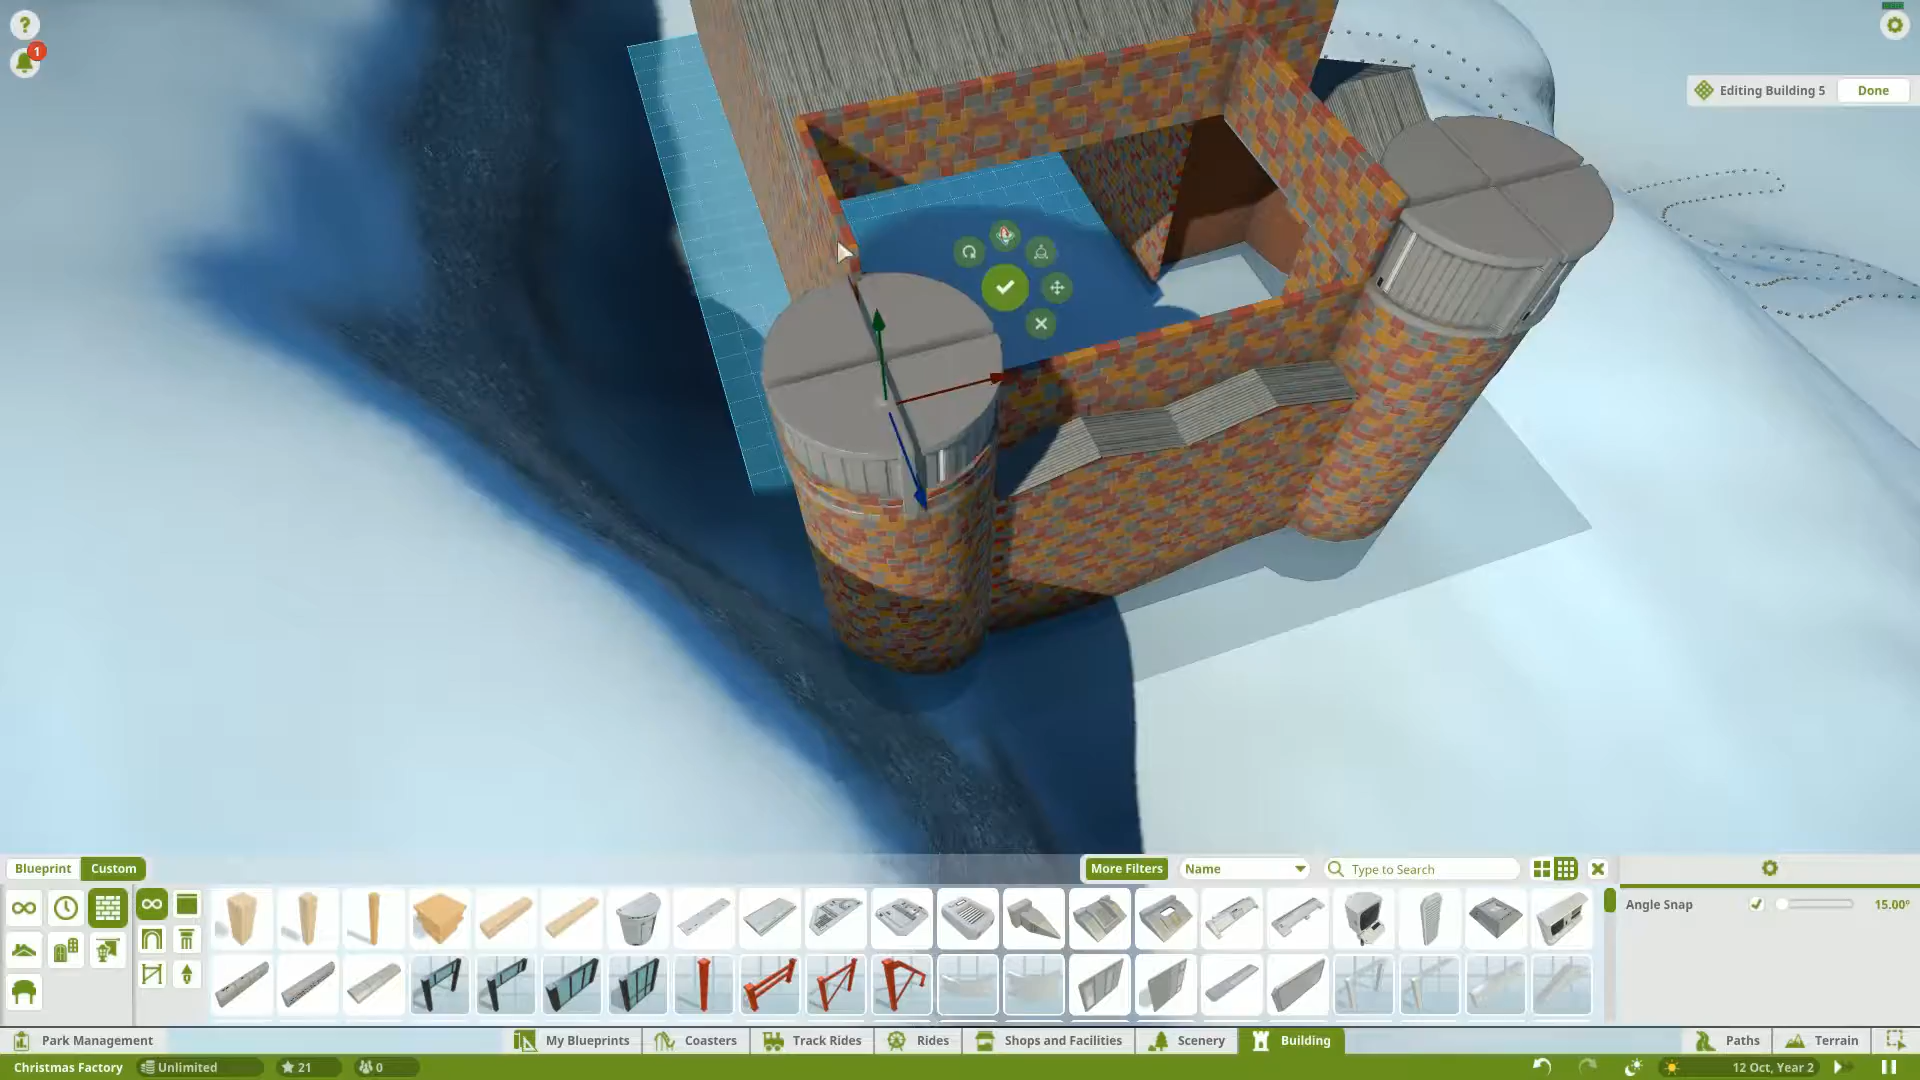 ?
1
Editing Building 5 Done
Blueprint Custom More Filters Name Type to Search
Angle Snap 15.00°
Park Management My Blueprints Coasters Track Rides Rides Shops and Facilities Scenery Building Paths Terrain
Christmas Factory Unlimited 21 0 12 Oct, Year 2